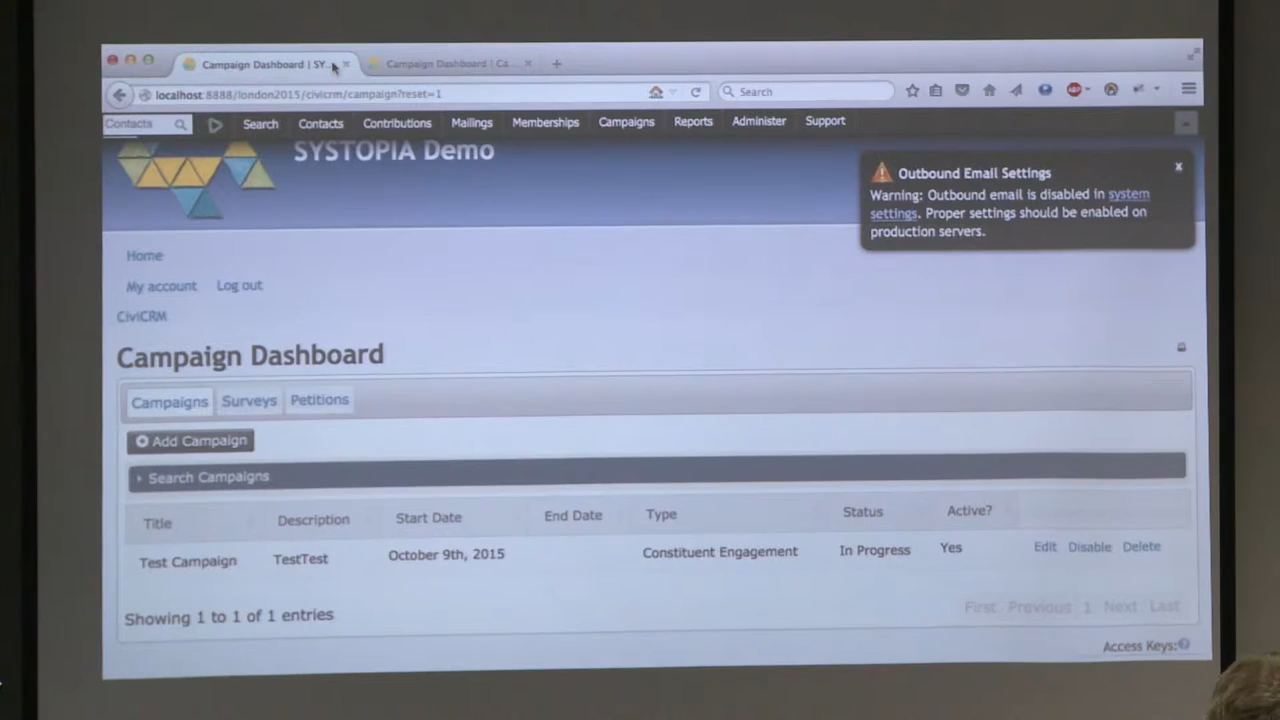 Campaign Dashboard | SY...
Campaign Dashboard | Ca...
localhost:8888/london2015/civicrm/campaign?reset=1
Search
Contacts
Search Contacts Contributions Mailings Memberships Campaigns Reports Administer Support
SYSTOPIA Demo
Outbound Email Settings
Warning: Outbound email is disabled in system
settings. Proper settings should be enabled on
production servers.
Home
My account Log out
CiviCRM
Campaign Dashboard
Campaigns Surveys Petitions
Add Campaign
Search Campaigns
Title Description Start Date End Date Type Status Active?
Test Campaign TestTest October 9th, 2015 Constituent Engagement In Progress Yes Edit Disable Delete
Showing 1 to 1 of 1 entries
First Previous 1 Next Last
Access Keys: